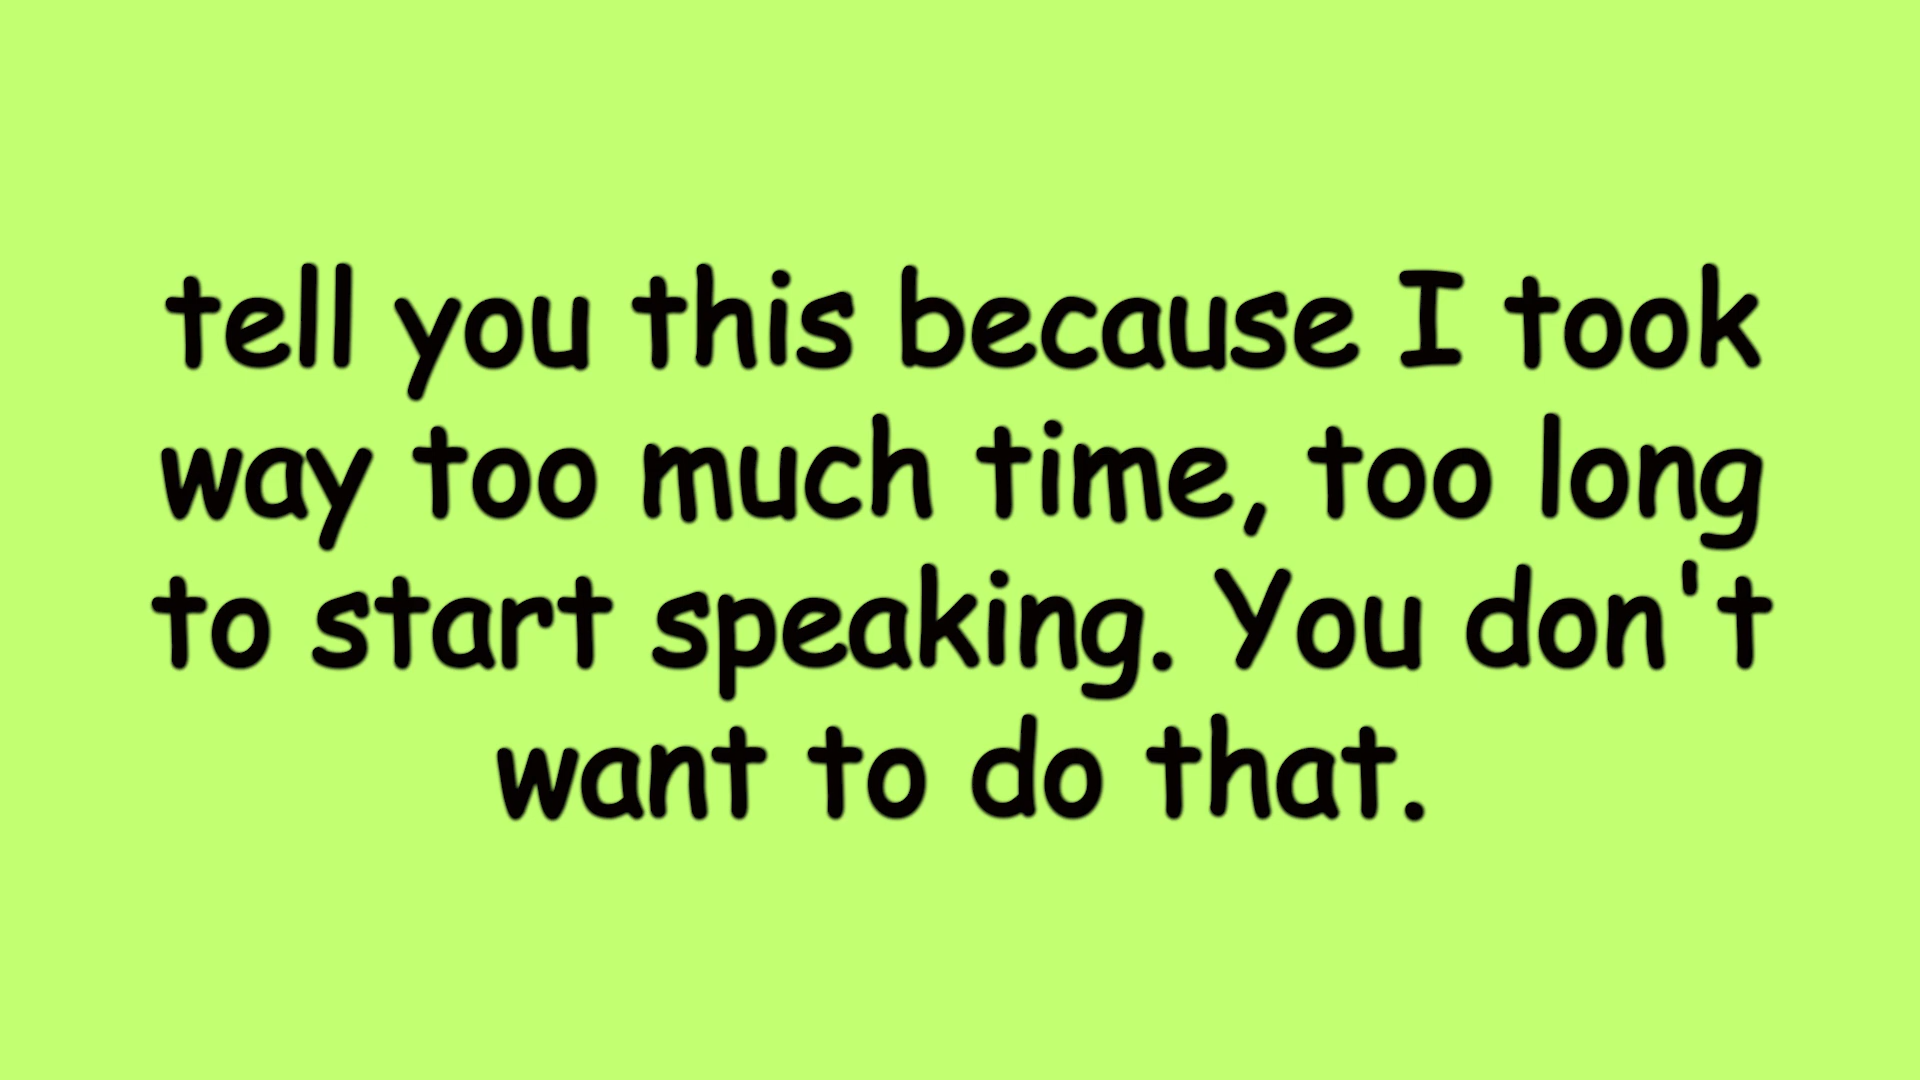 tell you this because I took
way too much time, too long
to start speaking. You don't
want to do that.